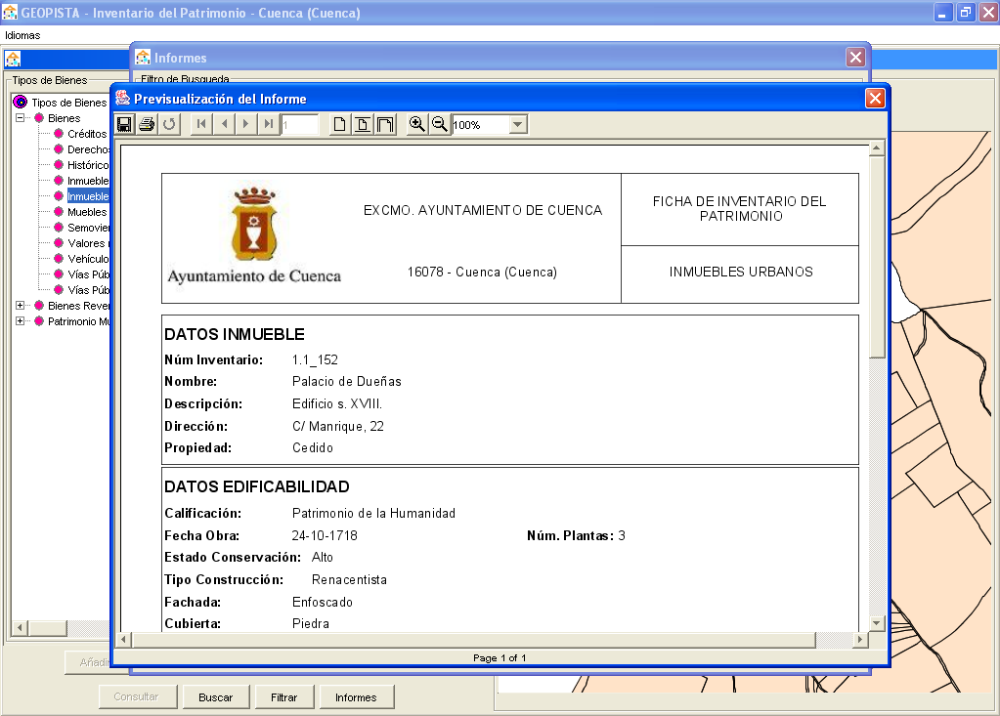 GEOPISTA - Inventario del Patrimonio - Cuenca (Cuenca)
Idiomas
Informes
Tipos de Bienes
Filtro de Busqueda
Previsualización del Informe
1
100%
Tipos de Bienes
Bienes
Créditos
Derechos
Histórico
Inmueble
Inmueble
Muebles
Semovien
Valores
Vehículo
Vías Púb
Vías Púb
Bienes Rever
Patrimonio Mu
EXCMO. AYUNTAMIENTO DE CUENCA
FICHA DE INVENTARIO DEL
PATRIMONIO
Ayuntamiento de Cuenca
16078 - Cuenca (Cuenca)
INMUEBLES URBANOS
DATOS INMUEBLE
Núm Inventario: 1.1_152
Nombre: Palacio de Dueñas
Descripción: Edificio s. XVIII.
Dirección: C/ Manrique, 22
Propiedad: Cedido
DATOS EDIFICABILIDAD
Calificación: Patrimonio de la Humanidad
Fecha Obra: 24-10-1718 Núm. Plantas: 3
Estado Conservación: Alto
Tipo Construcción: Renacentista
Fachada: Enfoscado
Cubierta: Piedra
Page 1 of 1
Añadir
Consultar
Buscar
Filtrar
Informes